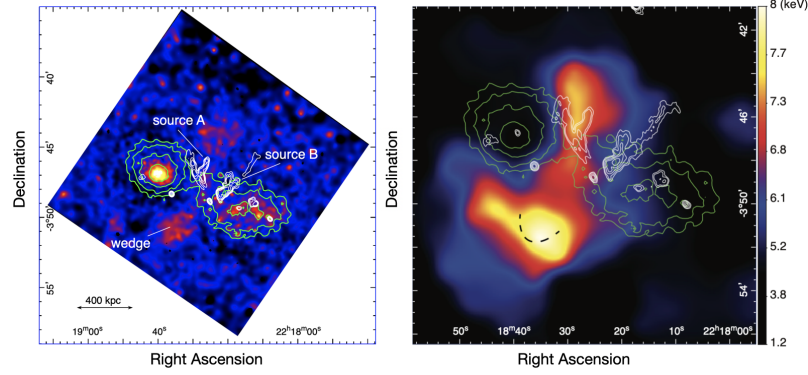 8 (keV)
42'
40'
7.7
source A
7.3
46'
45'
source B
6.8
Declination
Declination
-3°50'
6.1
-3°50'
wedge
5.2
55'
54'
3.8
400 kpc
19ᵐ00ˢ 40ˢ 20ˢ 22ʰ18ᵐ00ˢ
50ˢ 18ᵐ40ˢ 30ˢ 20ˢ 10ˢ 22ʰ18ᵐ00ˢ
1.2
Right Ascension
Right Ascension